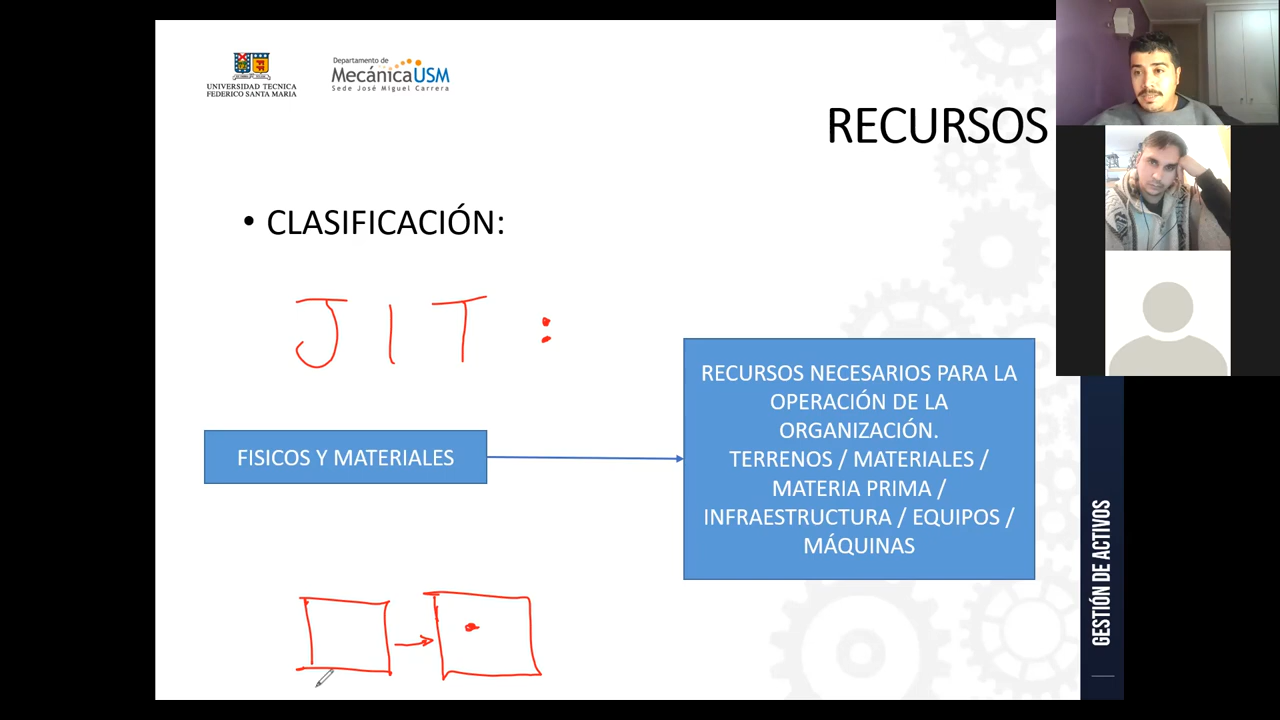 UNIVERSIDAD TECNICA
FEDERICO SANTA MARIA
Departamento de
MecánicaUSM
Sede José Miguel Carrera
RECURSOS
• CLASIFICACIÓN:
JIT :
FISICOS Y MATERIALES
RECURSOS NECESARIOS PARA LA
OPERACIÓN DE LA
ORGANIZACIÓN.
TERRENOS / MATERIALES /
MATERIA PRIMA /
INFRAESTRUCTURA / EQUIPOS /
MÁQUINAS
GESTIÓN DE ACTIVOS